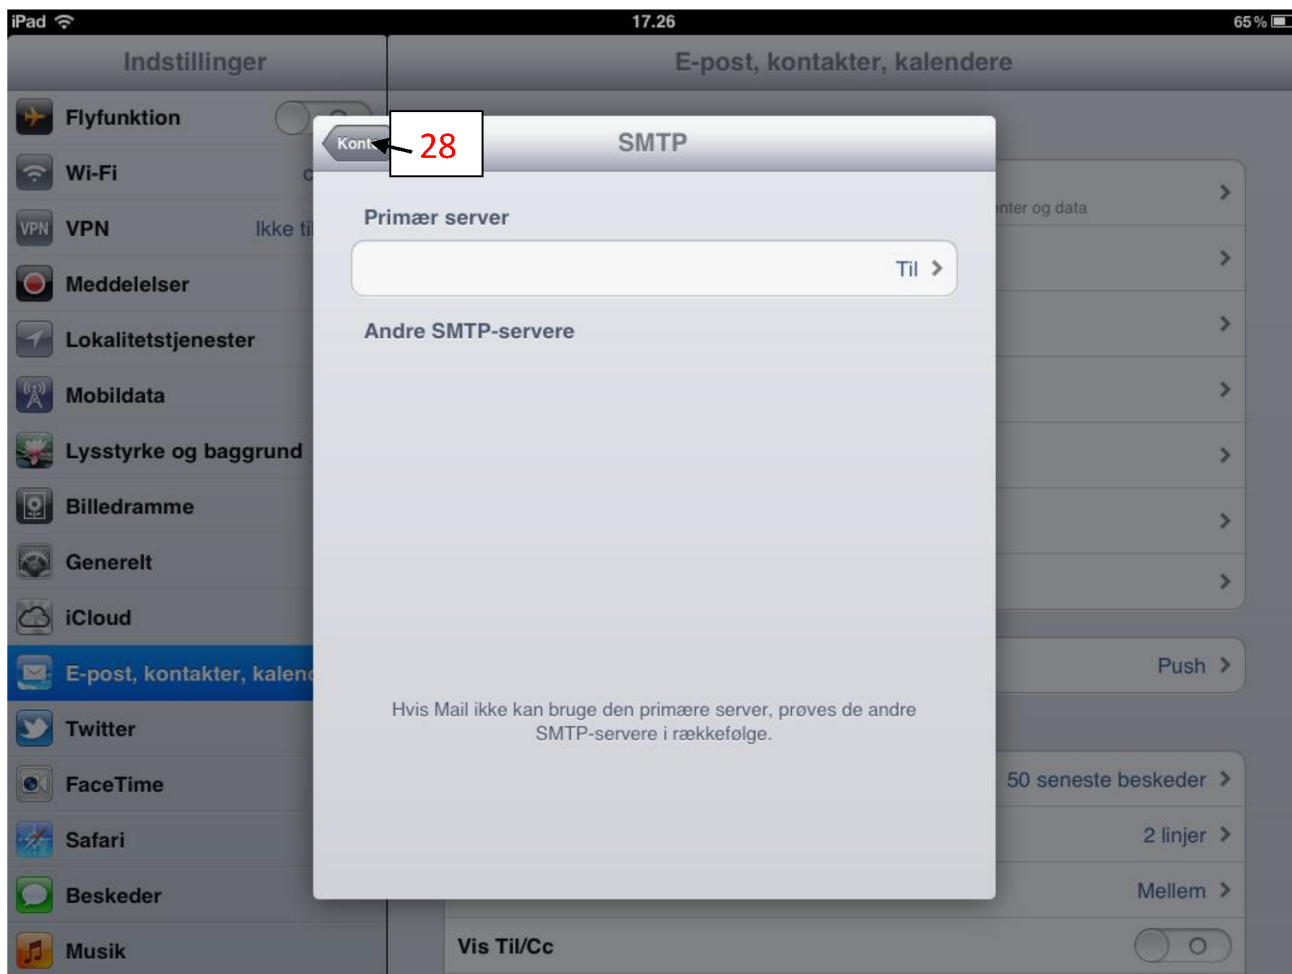 iPad 17.26 65 %
Indstillinger
E-post, kontakter, kalendere
Flyfunktion
Wi-Fi
VPN VPN Ikke til
Meddelelser
Lokalitetstjenester
Mobildata
Lysstyrke og baggrund
Billedramme
Generelt
iCloud
E-post, kontakter, kalend
Twitter
FaceTime
Safari
Beskeder
Musik
28
SMTP
Primær server
Til
Andre SMTP-servere
Hvis Mail ikke kan bruge den primære server, prøves de andre
SMTP-servere i rækkefølge.
og data
Push
50 seneste beskeder
2 linjer
Mellem
Vis Til/Cc